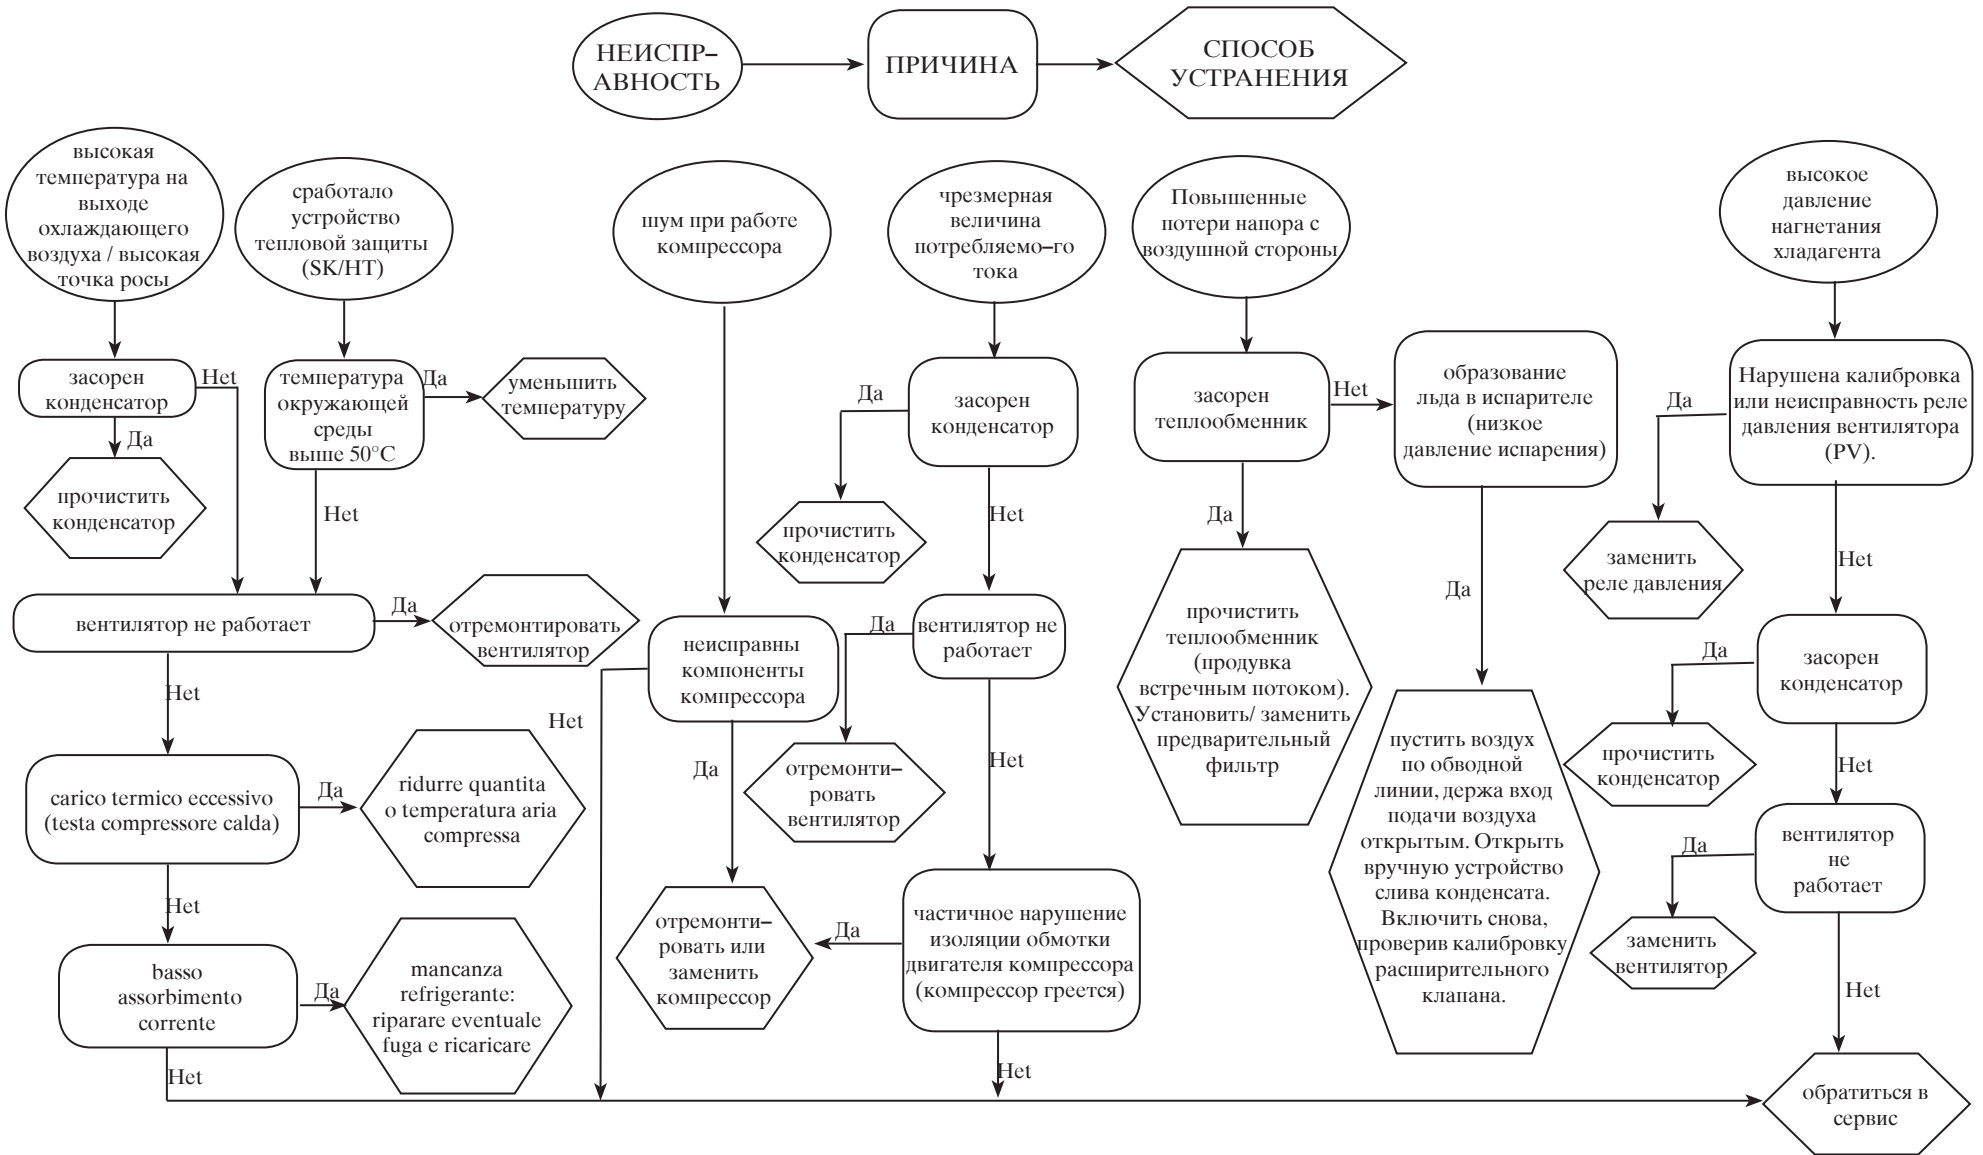 НЕИСПР–
АВНОСТЬ
ПРИЧИНА
СПОСОБ
УСТРАНЕНИЯ
высокая
температура на
выходе
охлаждающего
воздуха / высокая
точка росы
сработало
устройство
тепловой защиты
(SK/HT)
шум при работе
компрессора
чрезмерная
величина
потребляемо–го
тока
Повышенные
потери напора с
воздушной стороны
высокое
давление
нагнетания
хладагента
засорен
конденсатор
Нет
Да
прочистить
конденсатор
температура
окружающей
среды
выше 50°C
Да
уменьшить
температуру
Нет
вентилятор не работает
Да
отремонтировать
вентилятор
Нет
carico termico eccessivo
(testa compressore calda)
Да
ridurre quantita
o temperatura aria
compressa
Нет
basso
assorbimento
corrente
Да
mancanza
refrigerante:
riparare eventuale
fuga e ricaricare
Нет
неисправны
компоненты
компрессора
Нет
Да
отремонти–
ровать или
заменить
компрессор
засорен
конденсатор
Да
прочистить
конденсатор
Нет
вентилятор не
работает
Да
отремонти–
ровать
вентилятор
Нет
частичное нарушение
изоляции обмотки
двигателя компрессора
(компрессор греется)
Да
Нет
засорен
теплообменник
Нет
Да
прочистить
теплообменник
(продувка
встречным потоком).
Установить/ заменить
предварительный
фильтр
образование
льда в испарителе
(низкое
давление испарения)
Да
пустить воздух
по обводной
линии, держа вход
подачи воздуха
открытым. Открыть
вручную устройство
слива конденсата.
Включить снова,
проверив калибровку
расширительного
клапана.
Нарушена калибровка
или неисправность реле
давления вентилятора
(PV).
Да
заменить
реле давления
Нет
засорен
конденсатор
Да
прочистить
конденсатор
Нет
вентилятор
не
работает
Да
заменить
вентилятор
Нет
обратиться в
сервис